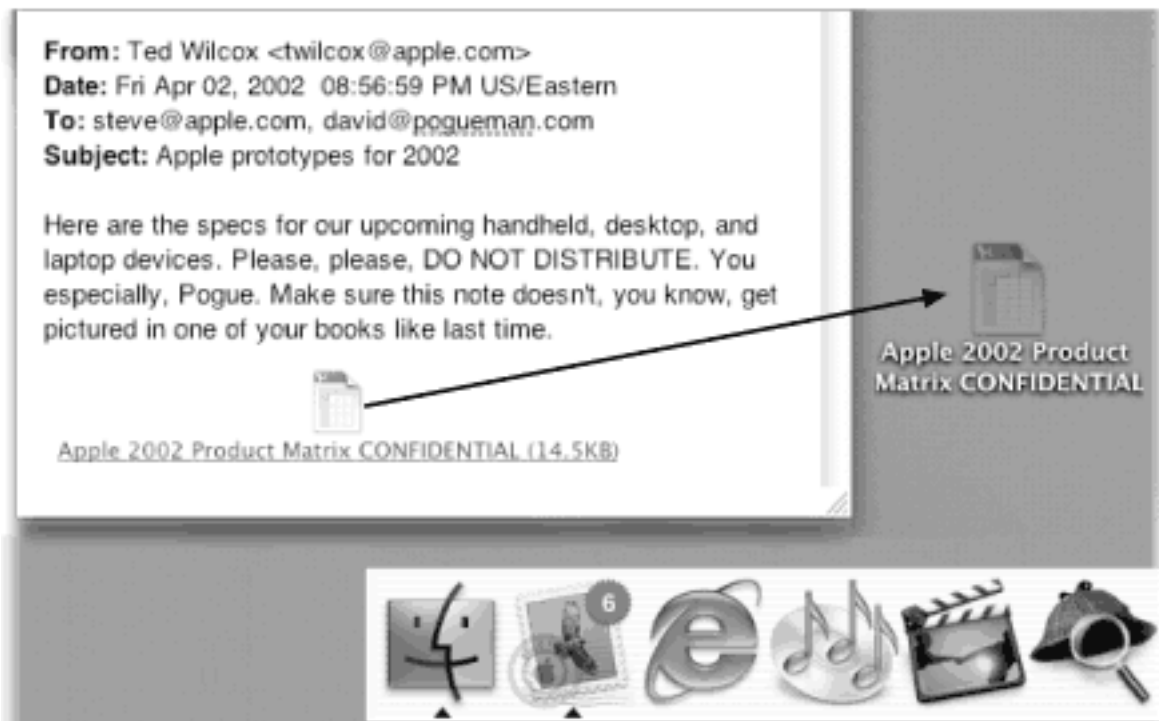 From: Ted Wilcox <twilcox@apple.com>
Date: Fri Apr 02, 2002 08:56:59 PM US/Eastern
To: steve@apple.com, david@pogueman.com
Subject: Apple prototypes for 2002
Here are the specs for our upcoming handheld, desktop, and
laptop devices. Please, please, DO NOT DISTRIBUTE. You
especially, Pogue. Make sure this note doesn't, you know, get
pictured in one of your books like last time.
Apple 2002 Product Matrix CONFIDENTIAL (14.5KB)
Apple 2002 Product
Matrix CONFIDENTIAL
6